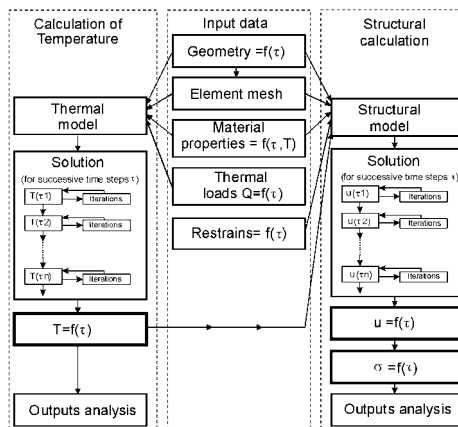 Calculation of
Temperature
Input data
Structural
calculation
Geometry =f(τ)
Element mesh
Material
properties = f(τ,T)
Thermal
loads Q=f(τ)
Restrains= f(τ)
Thermal
model
Solution
(for successive time steps τ)
T(τ1)
Iterations
T(τ2)
Iterations
T(τn)
Iterations
T=f(τ)
Outputs analysis
Structural
model
Solution
(for successive time steps τ)
u(τ1)
Iterations
u(τ2)
Iterations
u(τn)
Iterations
u =f(τ)
σ =f(τ)
Outputs analysis